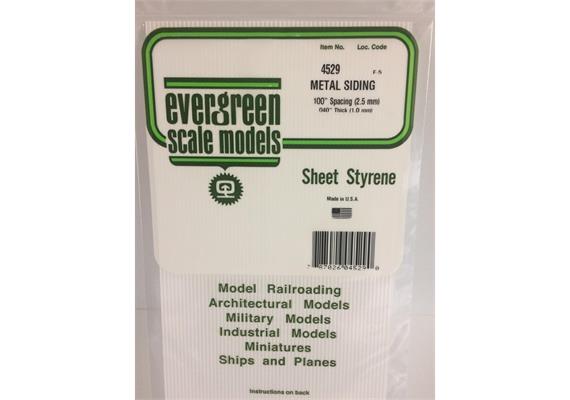 Item No. Loc. Code
4529 F-5
METAL SIDING
100" Spacing (2.5 mm)
.040" Thick (1.0 mm)
evergreen
scale models
Sheet Styrene
Made in U.S.A
Model Railroading
Architectural Models
Military Models
Industrial Models
Miniatures
Ships and Planes
Instructions on back